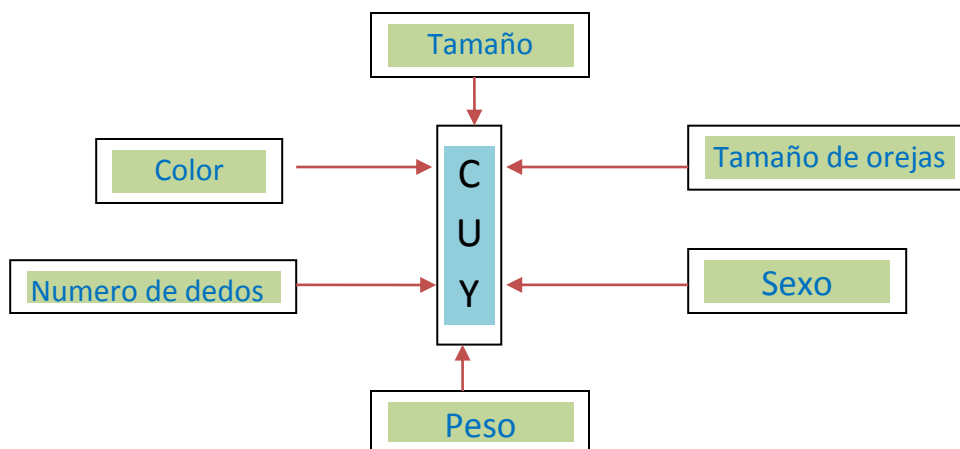 Tamaño
Color
Tamaño de orejas
C
U
Y
Numero de dedos
Sexo
Peso